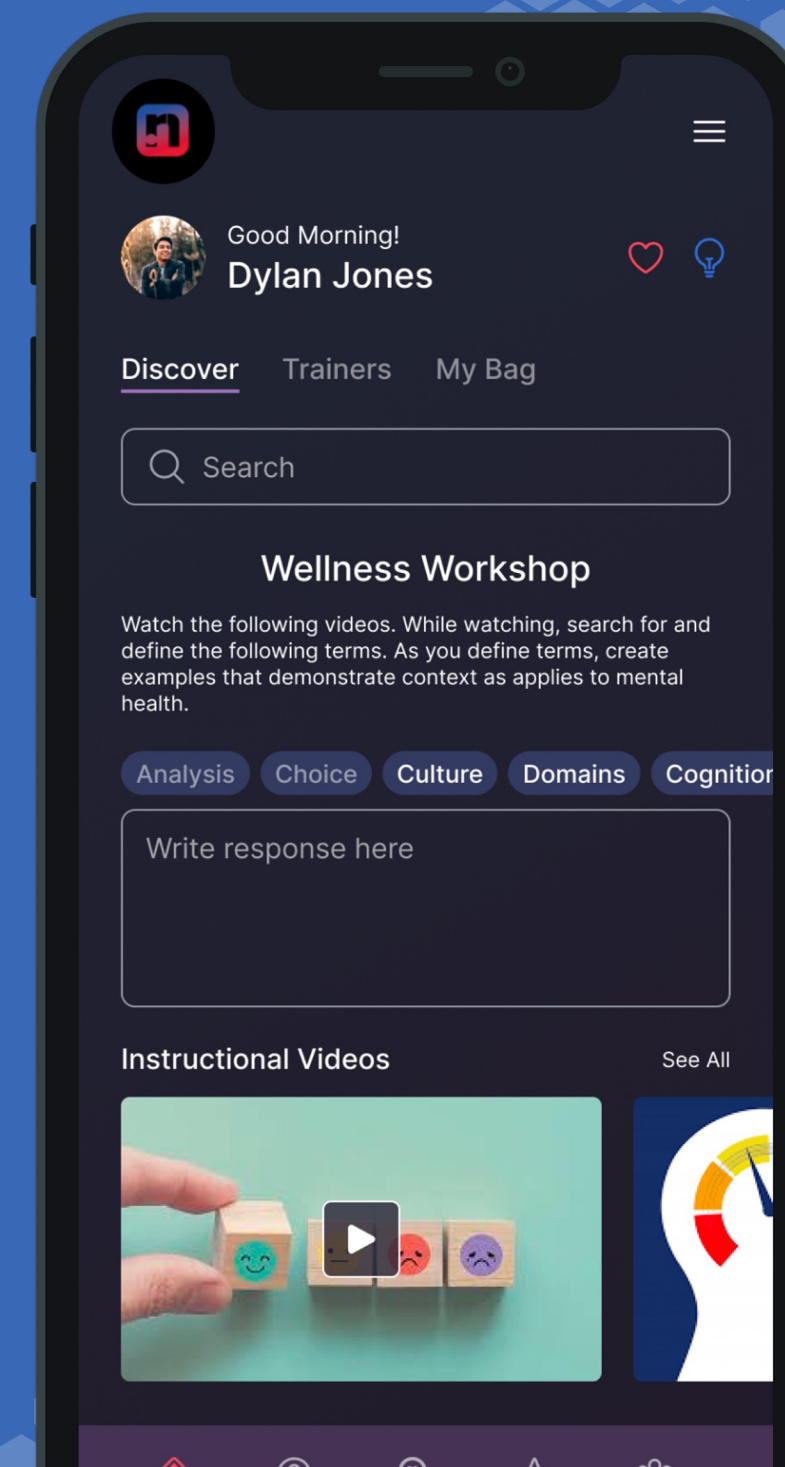 Good Morning!
Dylan Jones
Discover Trainers My Bag
Search
Wellness Workshop
Watch the following videos. While watching, search for and
define the following terms. As you define terms, create
examples that demonstrate context as applies to mental
health.
Analysis Choice Culture Domains Cognition
Write response here
Instructional Videos See All